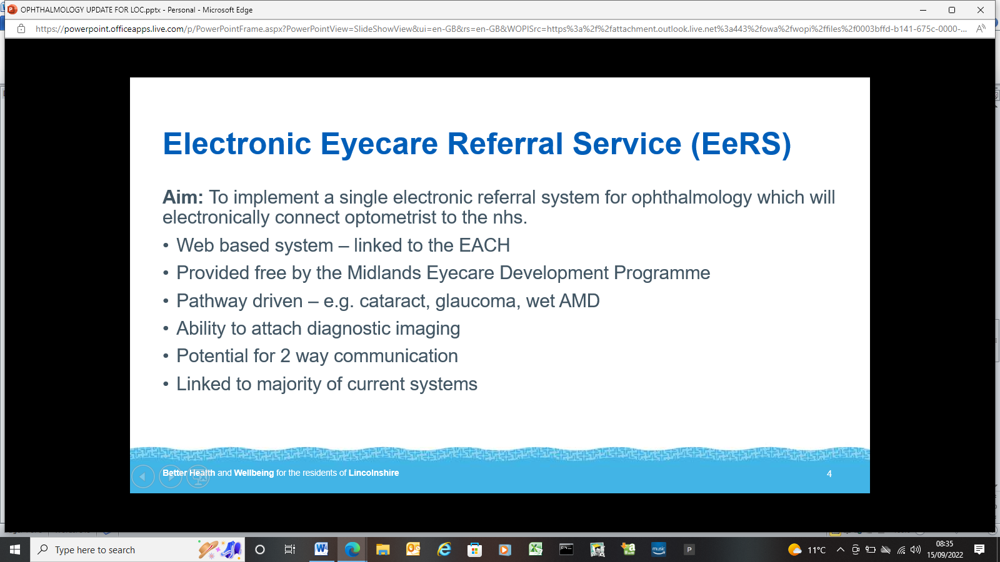 OPHTHALMOLOGY UPDATE FOR LOC.pptx - Personal - Microsoft Edge
https://powerpoint.officeapps.live.com/p/PowerPointFrame.aspx?PowerPointView=SlideShowView&ui=en-GB&rs=en-GB&WOPISrc=https%3a%2f%2fattachment.outlook.live.net%3a443%2fowa%2fwopi%2ffiles%2f0003bffd-b141-675c-0000-...
Electronic Eyecare Referral Service (EeRS)
Aim: To implement a single electronic referral system for ophthalmology which will
electronically connect optometrist to the nhs.
• Web based system – linked to the EACH
• Provided free by the Midlands Eyecare Development Programme
• Pathway driven – e.g. cataract, glaucoma, wet AMD
• Ability to attach diagnostic imaging
• Potential for 2 way communication
• Linked to majority of current systems
Better Health and Wellbeing for the residents of Lincolnshire
4
Type here to search
music
P
11°C
08:35
15/09/2022